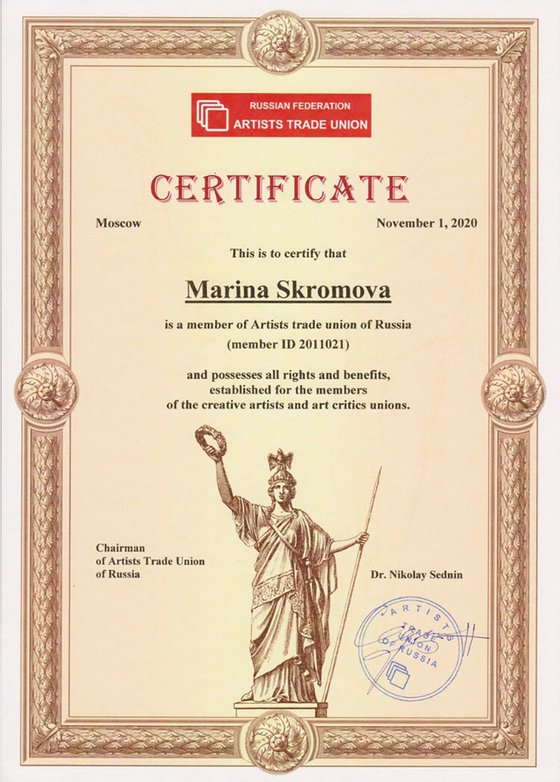 RUSSIAN FEDERATION
ARTISTS TRADE UNION
CERTIFICATE
Moscow
November 1, 2020
This is to certify that
Marina Skromova
is a member of Artists trade union of Russia
(member ID 2011021)
and possesses all rights and benefits,
established for the members
of the creative artists and art critics unions.
Chairman
of Artists Trade Union
of Russia
Dr. Nikolay Sednin
ARTISTS
TRADE
UNION
OF RUSSIA